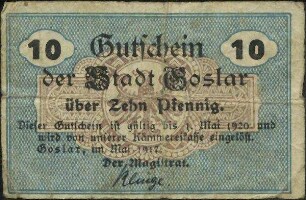 10 Gutschein 10
der Stadt Goslar
über Zehn Pfennig.
Dieser Gutschein ist gültig bis 1. Mai 1920 und
wird von unserer Kämmereikasse eingelöst.
Goslar, im Mai 1917.
Der Magistrat.
Klinge